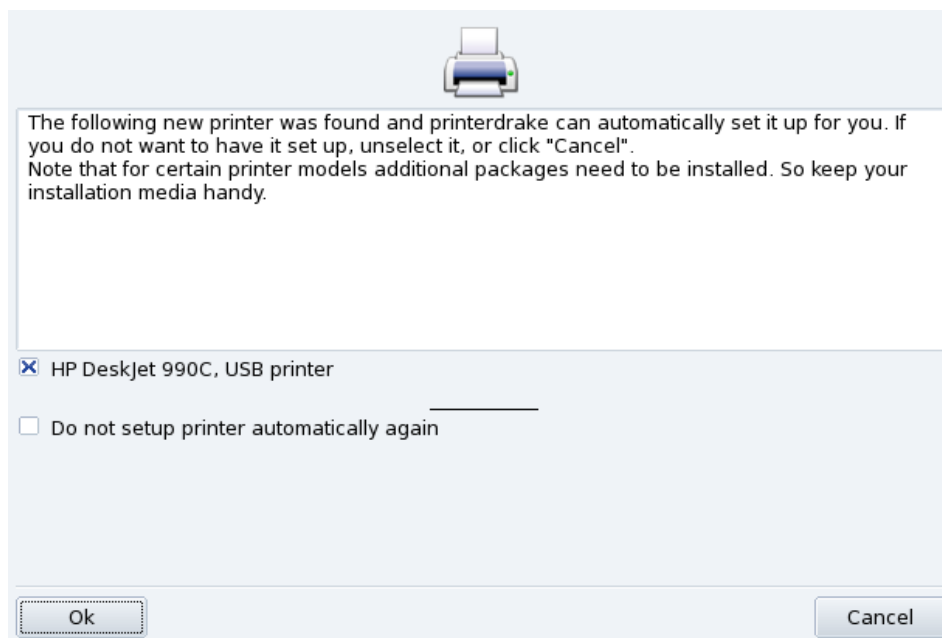 The following new printer was found and printerdrake can automatically set it up for you. If
you do not want to have it set up, unselect it, or click "Cancel".
Note that for certain printer models additional packages need to be installed. So keep your
installation media handy.
HP DeskJet 990C, USB printer
Do not setup printer automatically again
Ok
Cancel